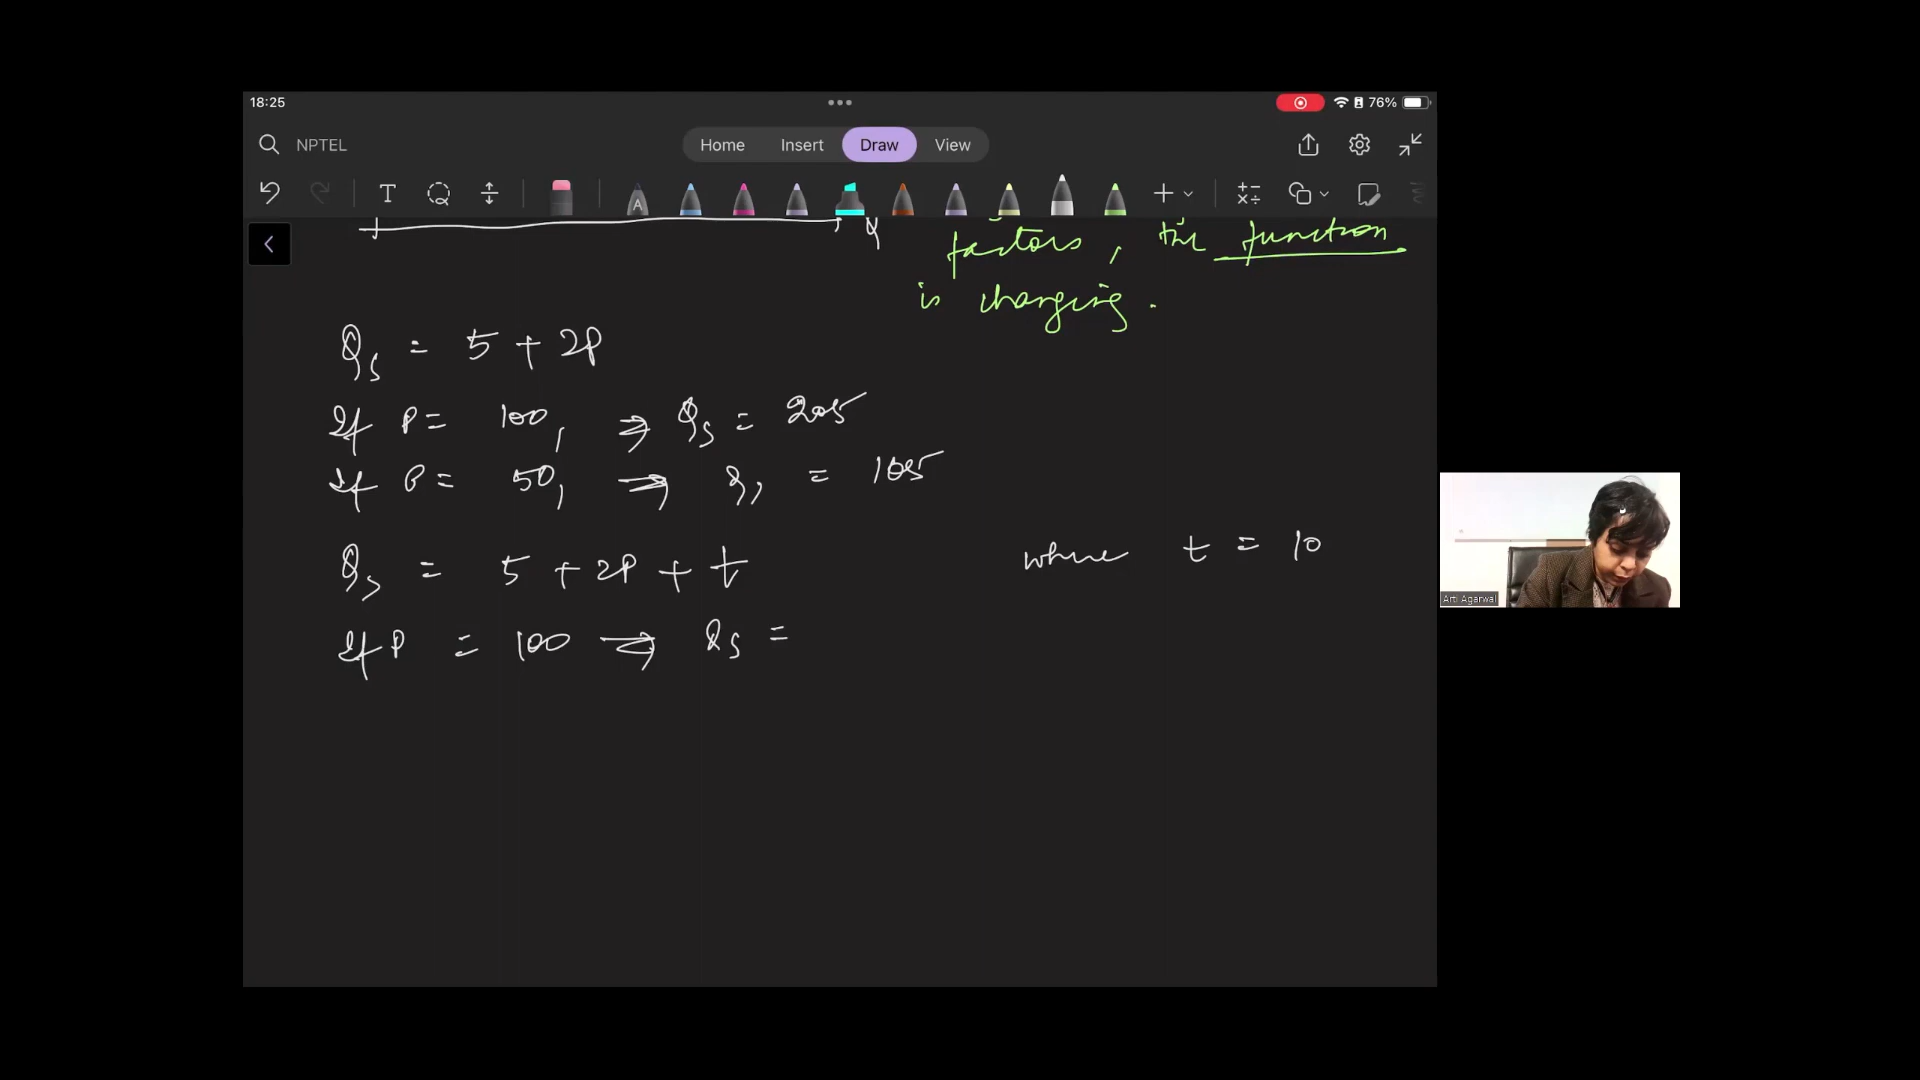 18:25
76%
NPTEL
Home Insert Draw View
T
A
Q
factors, the function
is changing.
Qs = 5 + 2P
If P = 100, ⇒ Qs = 205
If P = 50, ⇒ Qs = 105
Qs = 5 + 2P + t where t = 10
If P = 100 ⇒ Qs =
Arti Agarwal